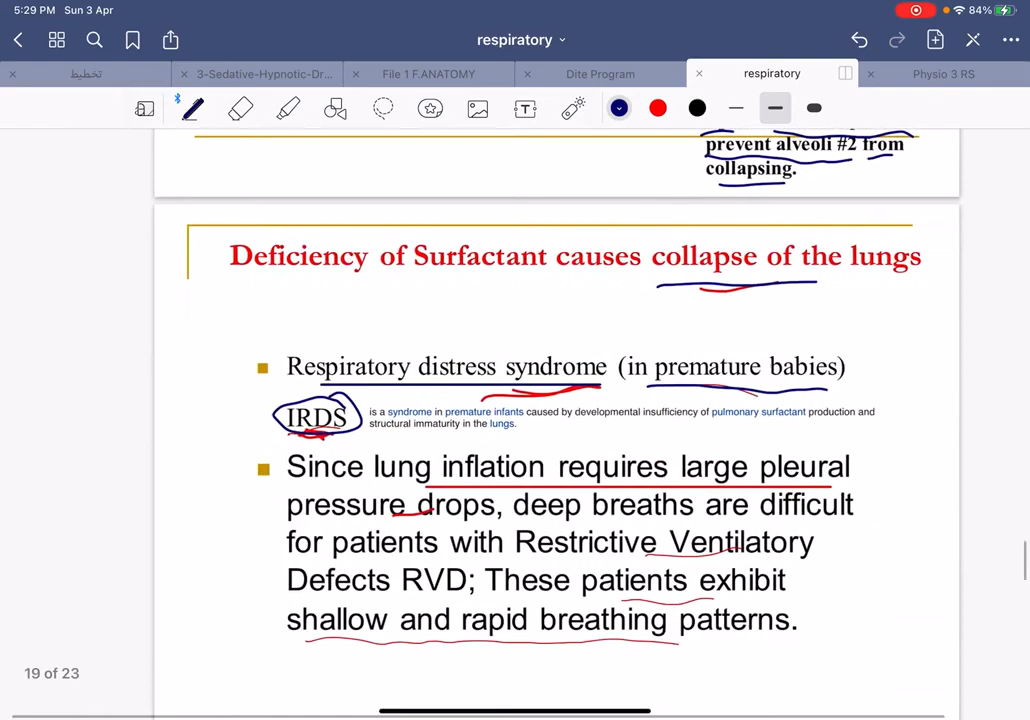 5:29 PM Sun 3 Apr
84%
respiratory
تخطيط
3-Sedative-Hypnotic-Dr...
File 1 F.ANATOMY
Dite Program
respiratory
Physio 3 RS
prevent alveoli #2 from
collapsing.
Deficiency of Surfactant causes collapse of the lungs
Respiratory distress syndrome (in premature babies)
IRDS is a syndrome in premature infants caused by developmental insufficiency of pulmonary surfactant production and
structural immaturity in the lungs.
Since lung inflation requires large pleural
pressure drops, deep breaths are difficult
for patients with Restrictive Ventilatory
Defects RVD; These patients exhibit
shallow and rapid breathing patterns.
19 of 23